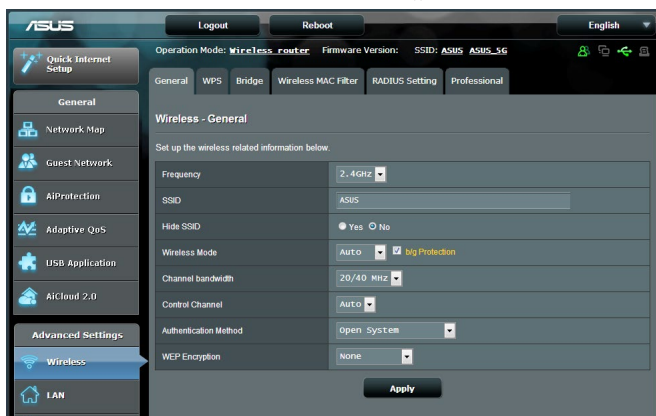 ASUS
Logout
Reboot
English
Quick Internet Setup
Operation Mode: Wireless router Firmware Version: SSID: ASUS ASUS_5G
General WPS Bridge Wireless MAC Filter RADIUS Setting Professional
General
Network Map
Guest Network
AiProtection
Adaptive QoS
USB Application
AiCloud 2.0
Advanced Settings
Wireless
LAN
Wireless - General
Set up the wireless related information below.
Frequency 2.4GHz
SSID ASUS
Hide SSID Yes No
Wireless Mode Auto b/g Protection
Channel bandwidth 20/40 MHz
Control Channel Auto
Authentication Method Open System
WEP Encryption None
Apply